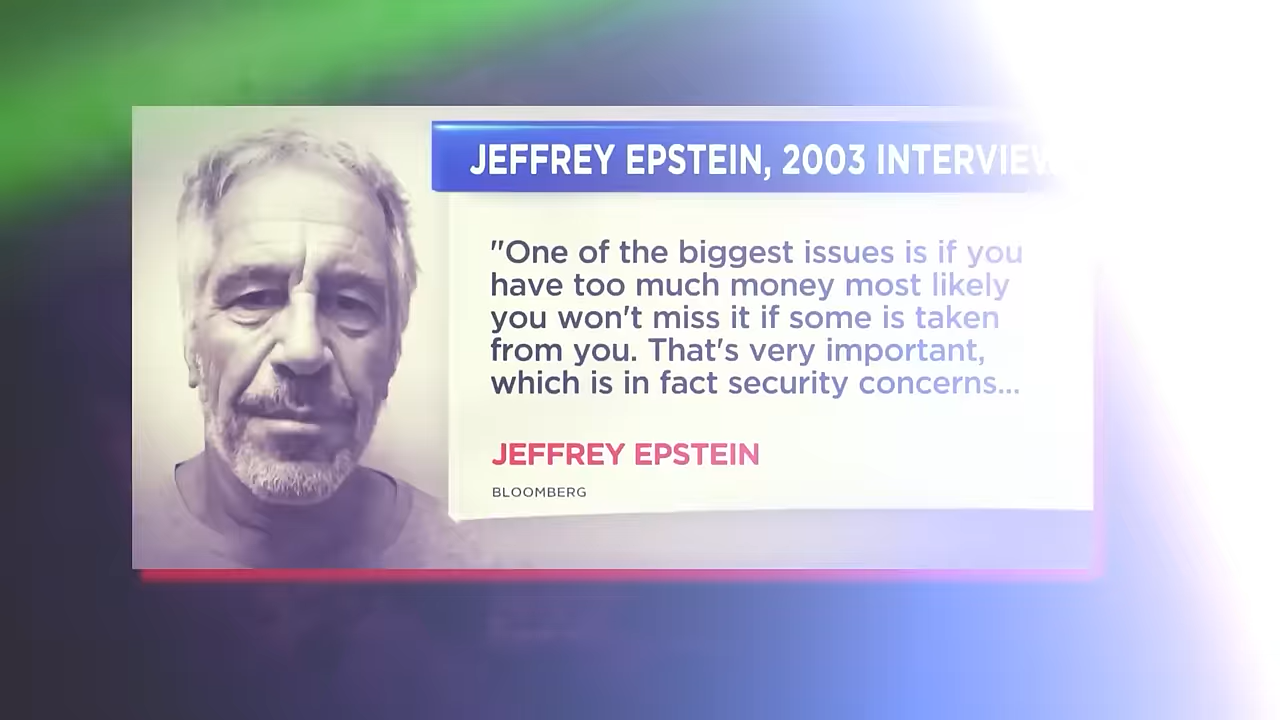 JEFFREY EPSTEIN, 2003 INTERVIEW
"One of the biggest issues is if you
have too much money most likely
you won't miss it if some is taken
from you. That's very important,
which is in fact security concerns...
JEFFREY EPSTEIN
BLOOMBERG